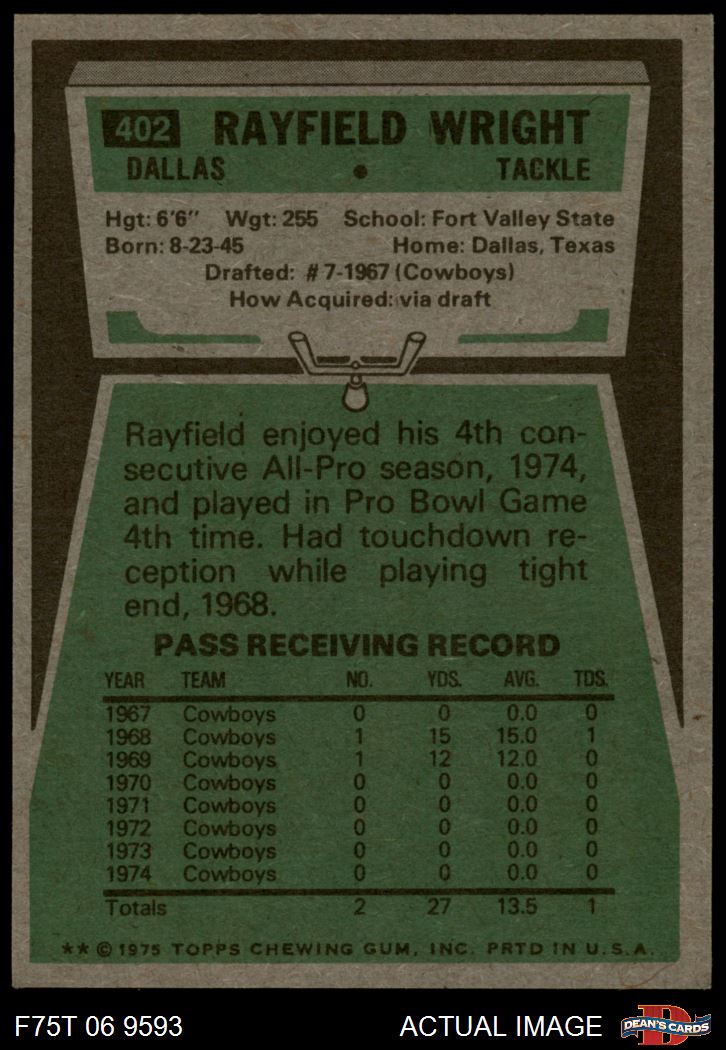 402 RAYFIELD WRIGHT
DALLAS • TACKLE
Hgt: 6'6" Wgt: 255 School: Fort Valley State
Born: 8-23-45 Home: Dallas, Texas
Drafted: #7-1967 (Cowboys)
How Acquired: via draft
Rayfield enjoyed his 4th con-
secutive All-Pro season, 1974,
and played in Pro Bowl Game
4th time. Had touchdown re-
ception while playing tight
end, 1968.
PASS RECEIVING RECORD
YEAR TEAM NO. YDS. AVG. TDS.
1967 Cowboys 0 0 0.0 0
1968 Cowboys 1 15 15.0 1
1969 Cowboys 1 12 12.0 0
1970 Cowboys 0 0 0.0 0
1971 Cowboys 0 0 0.0 0
1972 Cowboys 0 0 0.0 0
1973 Cowboys 0 0 0.0 0
1974 Cowboys 0 0 0.0 0
Totals 2 27 13.5 1
** © 1975 TOPPS CHEWING GUM, INC. PRTD IN U.S.A.
F75T 06 9593 ACTUAL IMAGE D DEAN'S CARDS